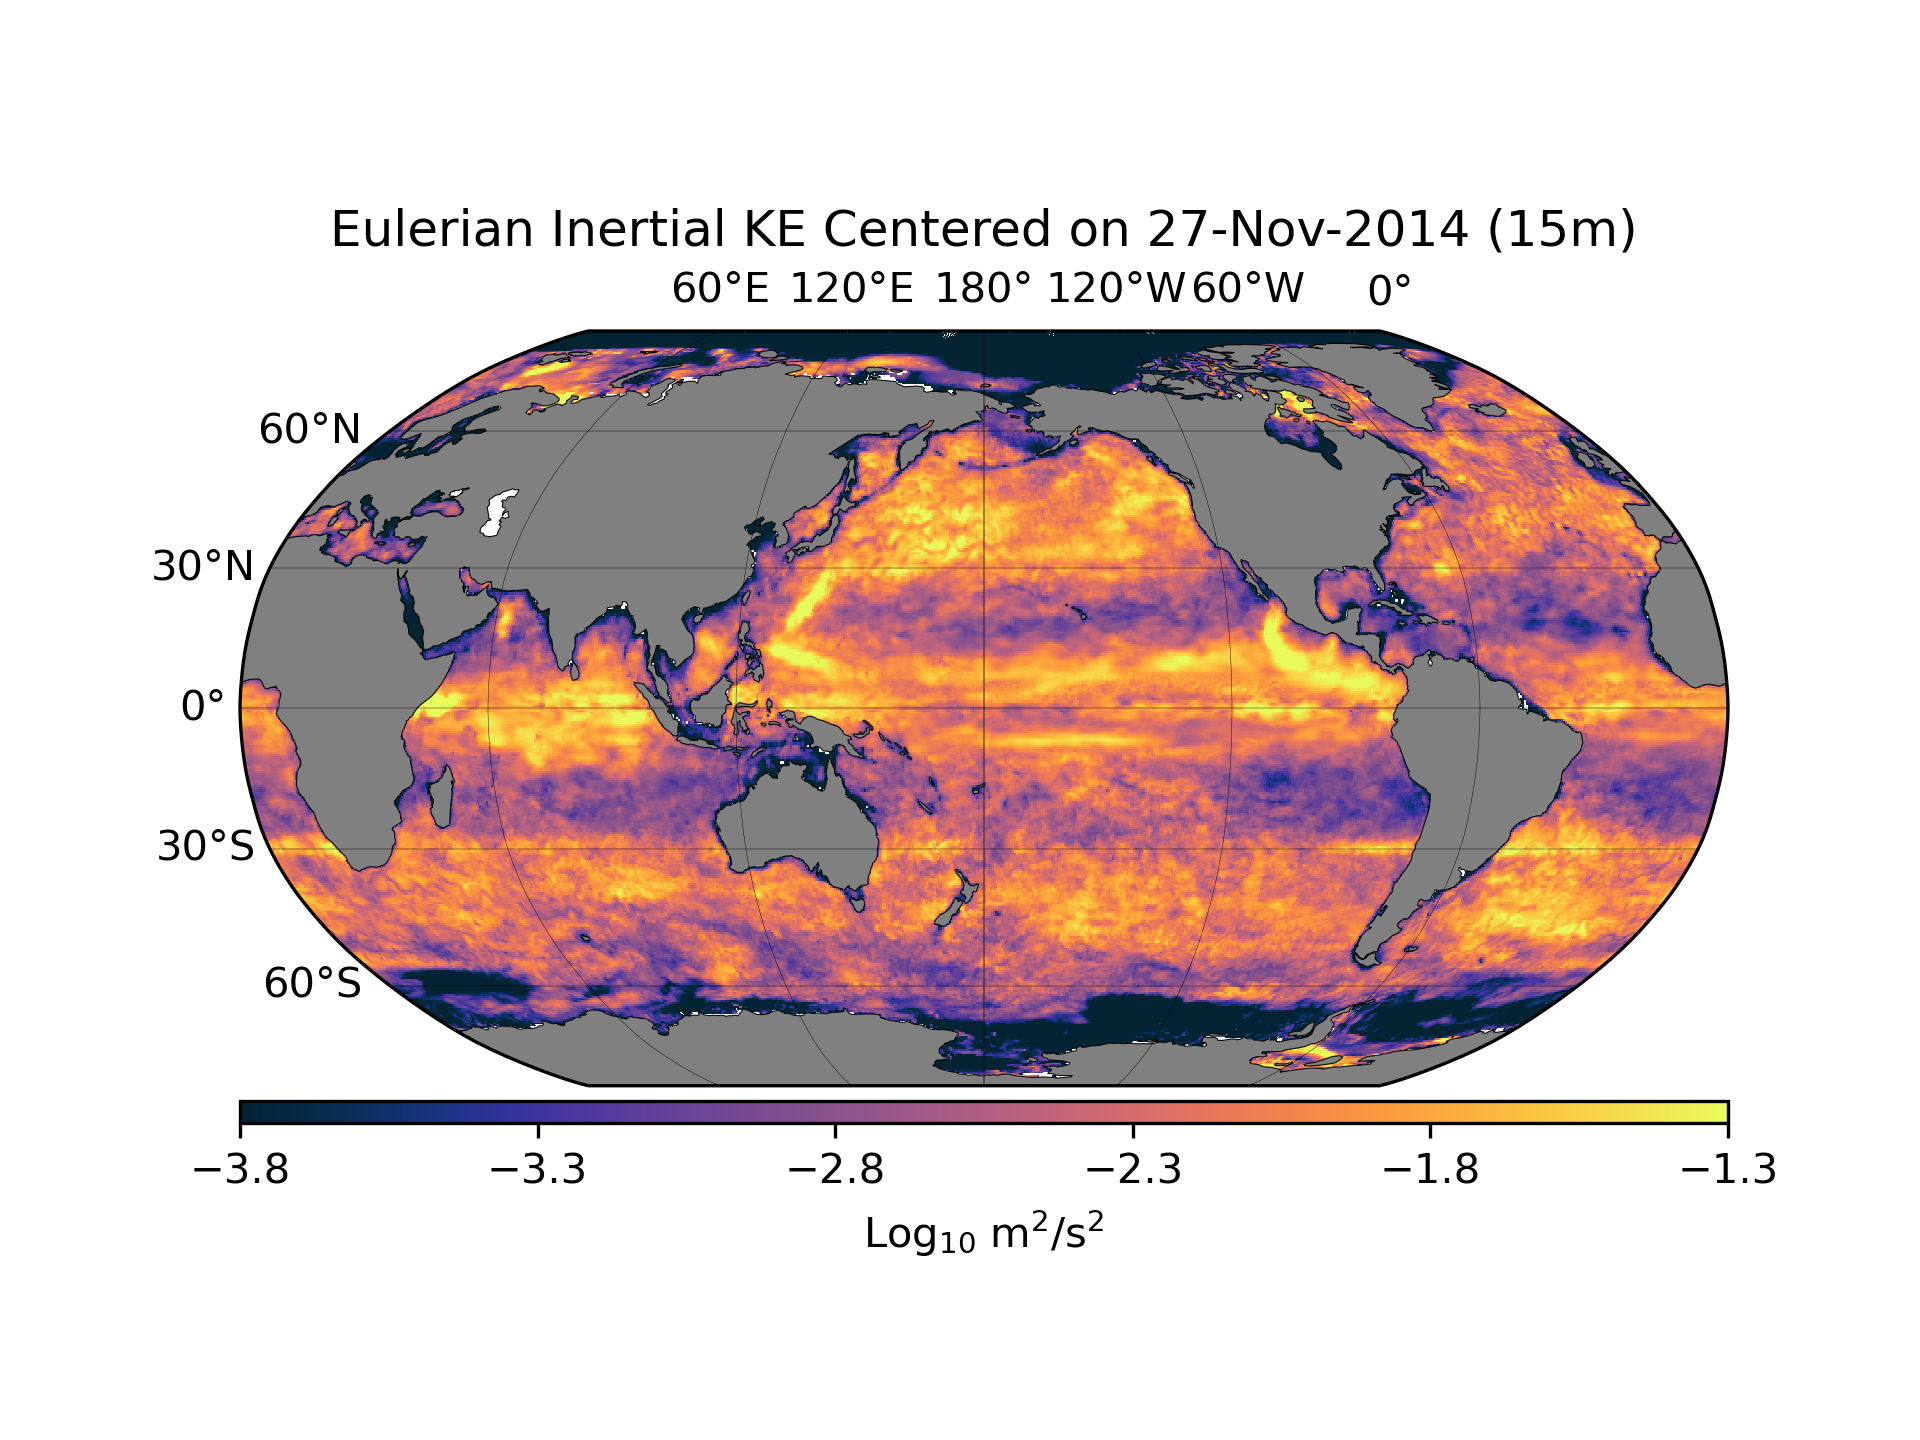 Eulerian Inertial KE Centered on 27-Nov-2014 (15m)
60°E 120°E 180° 120°W 60°W 0°
60°N
30°N
0°
30°S
60°S
−3.8 −3.3 −2.8 −2.3 −1.8 −1.3
Log₁₀ m²/s²